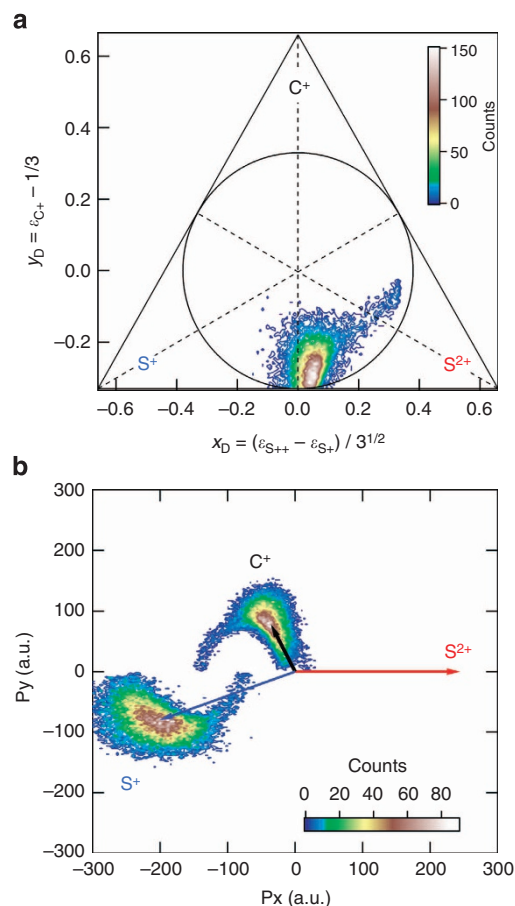 a
0.6
0.4
0.2
0.0
−0.2
y_D = ε_C+ − 1/3
C⁺
150
100
50
0
Counts
S⁺
S²⁺
−0.6 −0.4 −0.2 0.0 0.2 0.4 0.6
x_D = (ε_S++ − ε_S+) / 3^1/2
b
300
200
100
0
−100
−200
−300
Py (a.u.)
C⁺
S²⁺
S⁺
Counts
0 20 40 60 80
−300 −200 −100 0 100 200 300
Px (a.u.)